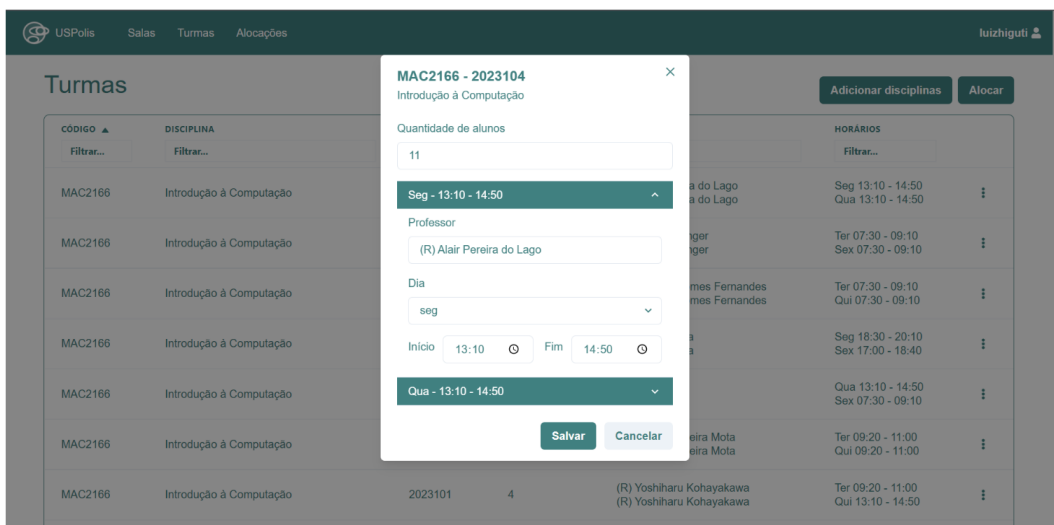 USPolis Salas Turmas Alocações luizhiguti
Turmas
Adicionar disciplinas Alocar
CÓDIGO DISCIPLINA HORÁRIOS
Filtrar... Filtrar... Filtrar...
MAC2166 - 2023104
Introdução à Computação
Quantidade de alunos
11
Seg - 13:10 - 14:50
Professor
(R) Alair Pereira do Lago
Dia
seg
Início 13:10 Fim 14:50
Qua - 13:10 - 14:50
Salvar Cancelar
MAC2166 Introdução à Computação a do Lago Seg 13:10 - 14:50
a do Lago Qua 13:10 - 14:50
MAC2166 Introdução à Computação nger Ter 07:30 - 09:10
nger Sex 07:30 - 09:10
MAC2166 Introdução à Computação mes Fernandes Ter 07:30 - 09:10
mes Fernandes Qui 07:30 - 09:10
MAC2166 Introdução à Computação a Seg 18:30 - 20:10
a Sex 17:00 - 18:40
MAC2166 Introdução à Computação Qua 13:10 - 14:50
Sex 07:30 - 09:10
MAC2166 Introdução à Computação eira Mota Ter 09:20 - 11:00
eira Mota Qui 09:20 - 11:00
MAC2166 Introdução à Computação 2023101 4 (R) Yoshiharu Kohayakawa Ter 09:20 - 11:00
(R) Yoshiharu Kohayakawa Qui 13:10 - 14:50